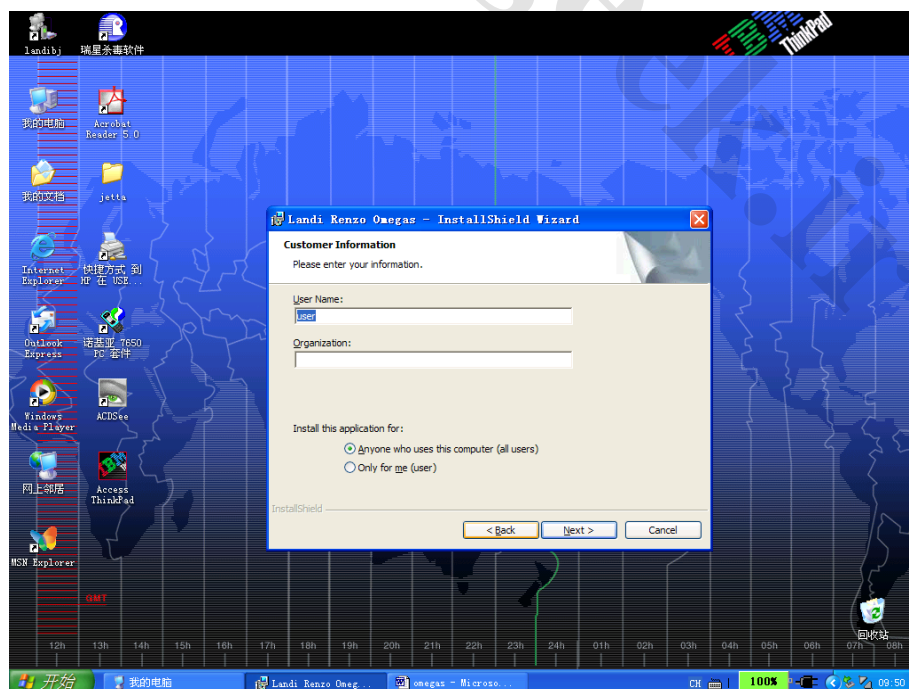 landibj
瑞星杀毒软件
IBM
ThinkPad
我的电脑
Acrobat
Reader 5.0
我的文档
jetta
Internet
Explorer
快捷方式 到
HP 在 USE...
Outlook
Express
诺基亚 7650
PC 套件
Windows
Media Player
ACDSee
网上邻居
Access
ThinkPad
MSN Explorer
GMT
Landi Renzo Omegas - InstallShield Wizard
Customer Information
Please enter your information.
User Name:
user
Organization:
Install this application for:
Anyone who uses this computer (all users)
Only for me (user)
InstallShield
< Back
Next >
Cancel
回收站
12h 13h 14h 15h 16h 17h 18h 19h 20h 21h 22h 23h 24h 01h 02h 03h 04h 05h 06h 07h 08h
开始
我的电脑
Landi Renzo Omeg...
omegas - Microso...
CH
100%
09:50